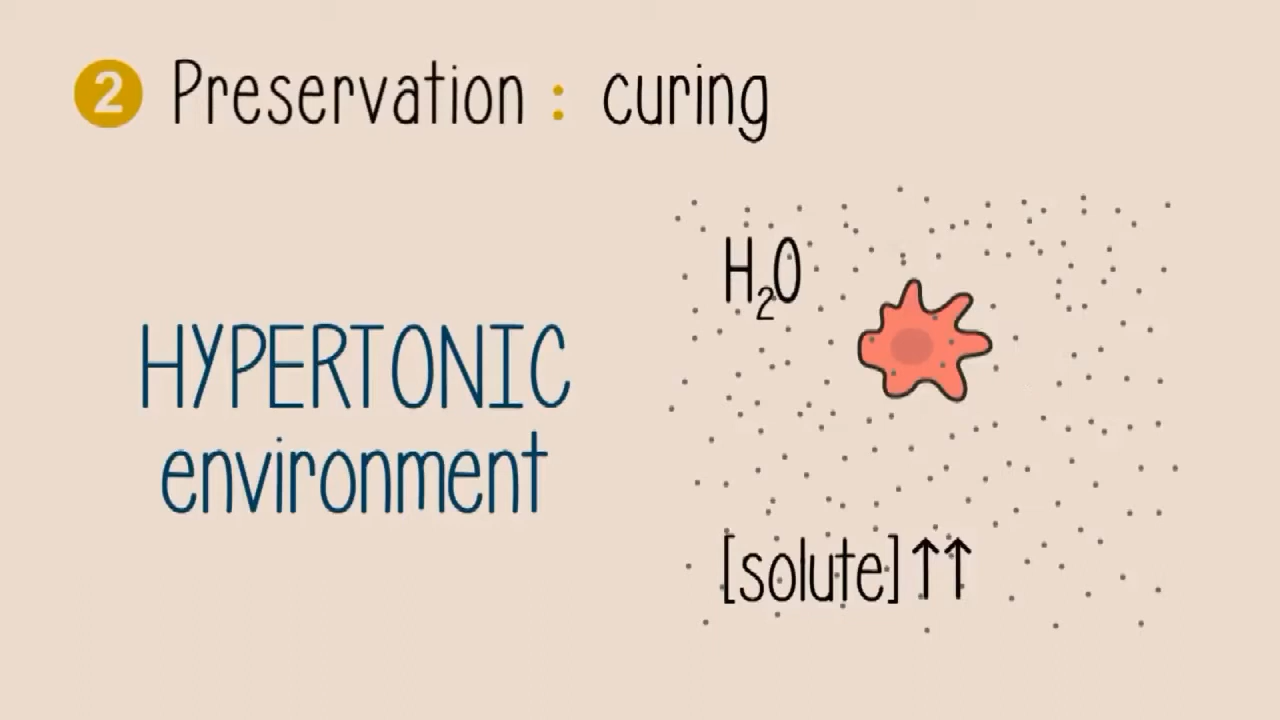 2 Preservation : curing
HYPERTONIC
environment
H₂O
[solute]↑↑